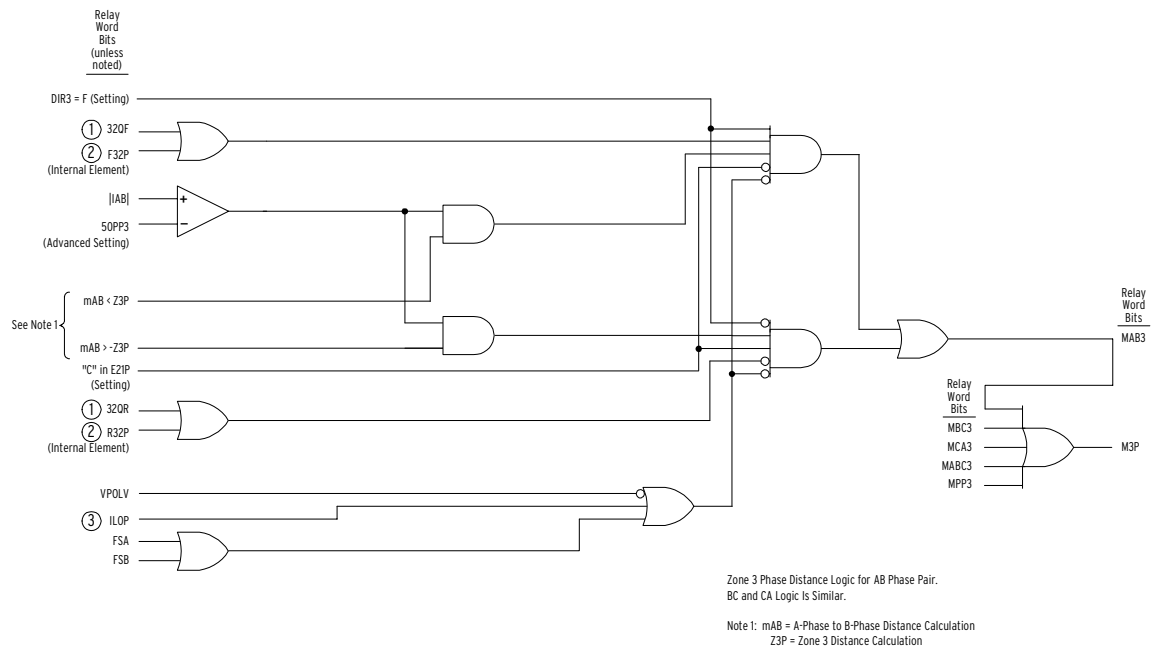 Relay
Word
Bits
(unless
noted)
DIR3 = F (Setting)
1 32QF
2 F32P
(Internal Element)
|IAB|
+
50PP3
−
(Advanced Setting)
mAB < Z3P
See Note 1
mAB > -Z3P
"C" in E21P
(Setting)
1 32QR
2 R32P
(Internal Element)
VPOLV
3 ILOP
FSA
FSB
Relay
Word
Bits
MAB3
Relay
Word
Bits
MBC3
MCA3
MABC3
MPP3
M3P
Zone 3 Phase Distance Logic for AB Phase Pair.
BC and CA Logic Is Similar.
Note 1: mAB = A-Phase to B-Phase Distance Calculation
Z3P = Zone 3 Distance Calculation